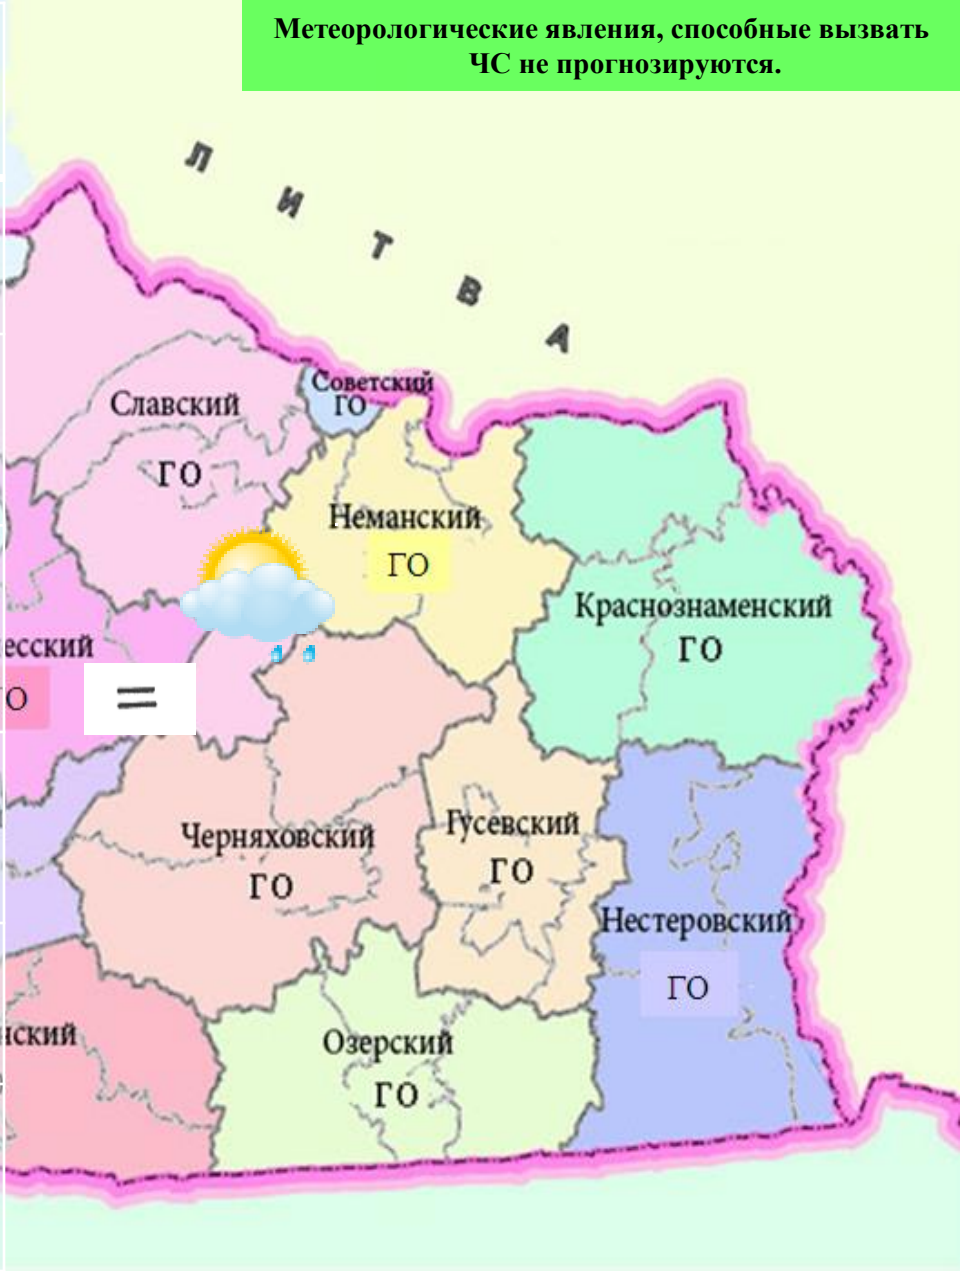 Метеорологические явления, способные вызвать
ЧС не прогнозируются.
ЛИТВА
Советский
ГО
Славский
ГО
Неманский
ГО
Краснознаменский
ГО
есский
О
=
Черняховский
ГО
Гусевский
ГО
Нестеровский
ГО
нский
Озерский
ГО